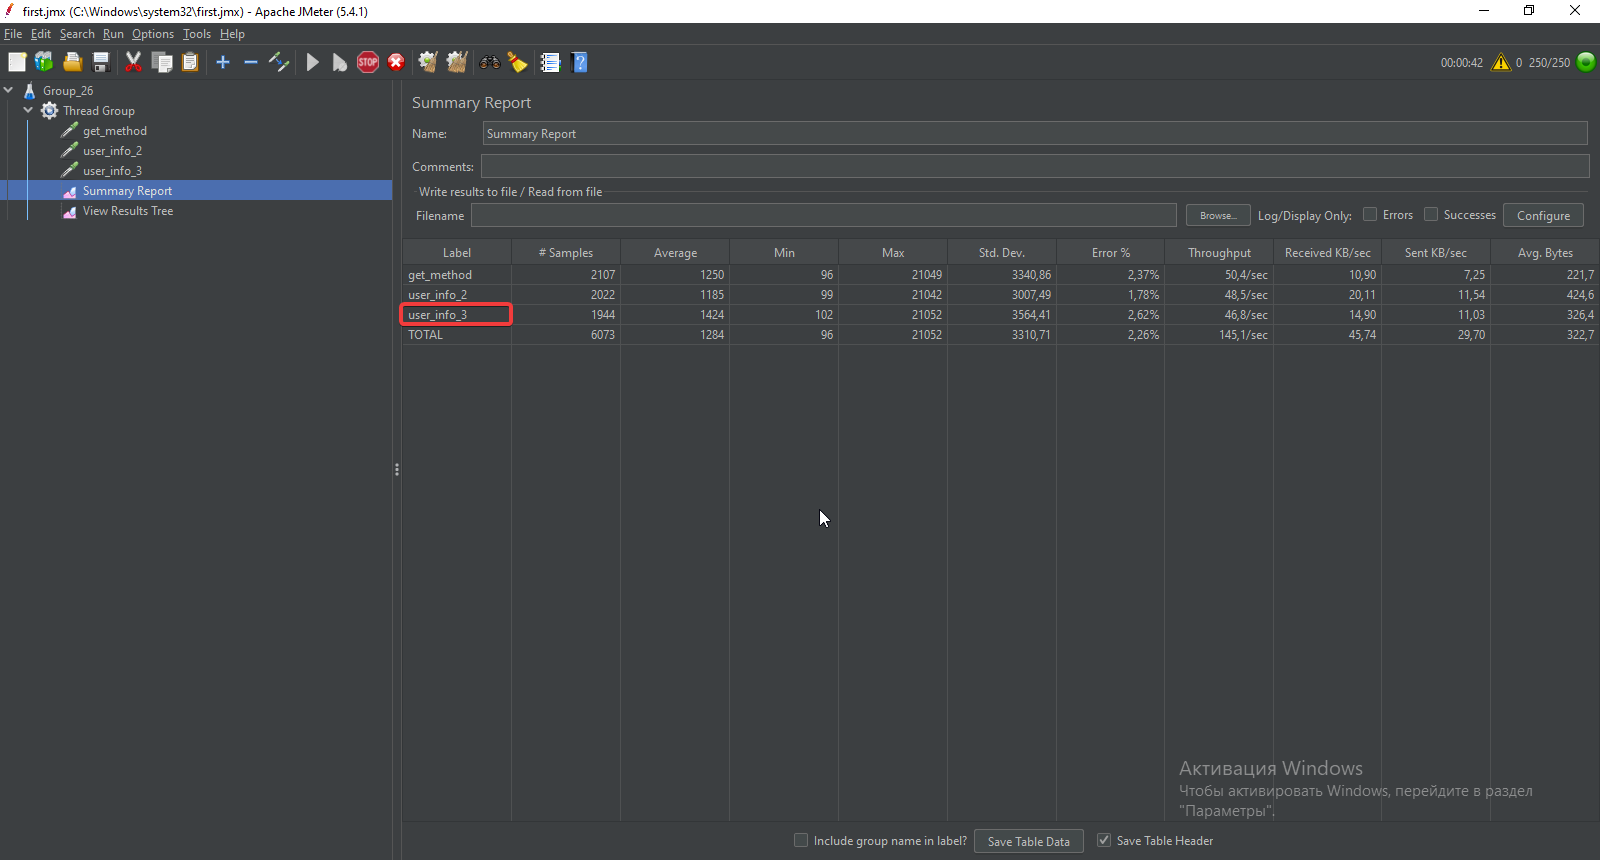 first.jmx (C:\Windows\system32\first.jmx) - Apache JMeter (5.4.1)
File Edit Search Run Options Tools Help
STOP ? 00:00:42 0 250/250
Group_26
Thread Group
get_method
user_info_2
user_info_3
Summary Report
View Results Tree
Summary Report
Name: Summary Report
Comments:
Write results to file / Read from file
Filename Browse... Log/Display Only: Errors Successes Configure
Label # Samples Average Min Max Std. Dev. Error % Throughput Received KB/sec Sent KB/sec Avg. Bytes
get_method 2107 1250 96 21049 3340,86 2,37% 50,4/sec 10,90 7,25 221,7
user_info_2 2022 1185 99 21042 3007,49 1,78% 48,5/sec 20,11 11,54 424,6
user_info_3 1944 1424 102 21052 3564,41 2,62% 46,8/sec 14,90 11,03 326,4
TOTAL 6073 1284 96 21052 3310,71 2,26% 145,1/sec 45,74 29,70 322,7
Активация Windows
Чтобы активировать Windows, перейдите в раздел
"Параметры".
Include group name in label? Save Table Data Save Table Header